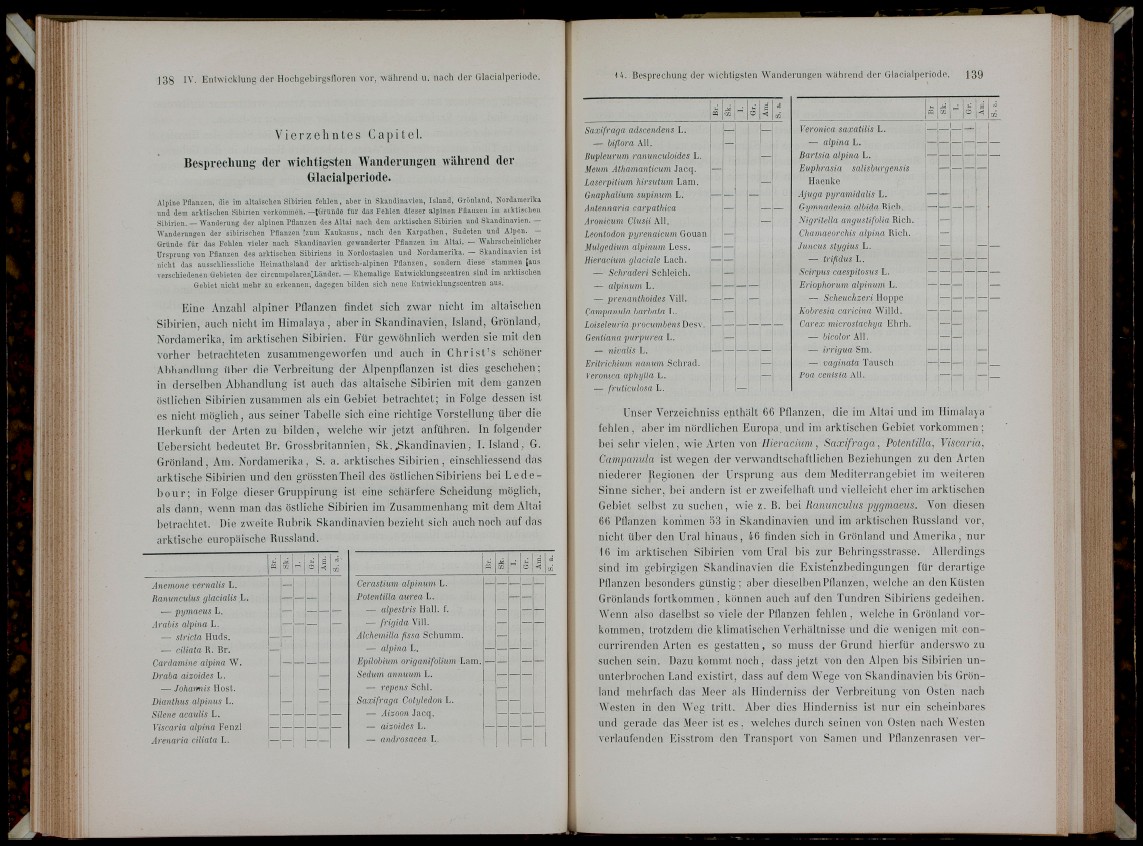 138 IV. Entwicklung der Hochgebirgsfloren vor, während u. nach der Glacialperiode.
Vierzehntes Capitel.
Besprechung der wichtigsten Wanderungen während der
Glacialperiode.
Alpine Pflanzen, die im altaischen Sibirien fehlen, aber in Skandinavien, Island, Grönland, Nordamerika
und dem arktischen Sibirien vorkommen. — Gründe für das Fehlen dieser alpinen Pflanzen im arktischen
Sibirien. — Wanderung der alpinen Pflanzen des Altai nach dem arktischen Sibirien und Skandinavien. —
Wanderungen der sibirischen Pflanzen zum Kaukasus, nach den Karpathen, Sudeten und Alpen. —
Gründe für das Fehlen vieler nach Skandinavien gewanderter Pflanzen im Altai. — Wahrscheinlicher
Ursprung von Pflanzen des arktischen Sibiriens in Nordostasien und Nordamerika. — Skandinavien ist
nicht das ausschliessliche Heimathsland der arktisch-alpinen Pflanzen, sondern diese stammen aus
verschiedenen Gebieten der circumpolaren Länder. — Ehemalige Entwicklungscentren sind im arktischen
Gebiet nicht mehr zu erkennen, dagegen bilden sich neue Entwicklungscentren aus.
Eine Anzahl alpiner Pflanzen findet sich zwar nicht im altaischen
Sibirien, auch nicht im Himalaya, aber in Skandinavien, Island, Grönland,
Nordamerika, im arktischen Sibirien. Für gewöhnlich werden sie mit den
vorher betrachteten zusammengeworfen und auch in Christ's schöner
Abhandlung über die Verbreitung der Alpenpflanzen ist dies geschehen;
in derselben Abhandlung ist auch das altaische Sibirien mit dem ganzen
östlichen Sibirien zusammen als ein Gebiet betrachtet; in Folge dessen ist
es nicht möglich, aus seiner Tabelle sich eine richtige Vorstellung über die
Herkunft der Arten zu bilden, welche wir jetzt anführen. In folgender
Uebersicht bedeutet Br. Grossbritannien, Sk. Skandinavien, I. Island, G.
Grönland, Am. Nordamerika, S. a. arktisches Sibirien, einschliessend das
arktische Sibirien und den grössten Theil des östlichen Sibiriens bei Lede-
bour; in Folge dieser Gruppirung ist eine schärfere Scheidung möglich,
als dann, wenn man das östliche Sibirien im Zusammenhang mit dem Altai
betrachtet. Die zweite Rubrik Skandinavien bezieht sich auch noch auf das
arktische europäische Russland.
Br. Sk. I. Gr. Am. S. a.
Anemone vernalis L.
Ranunculus glacialis L.
— pygmaeus L.
Arabis alpina L.
— stricta Huds.
— ciliata R. Br.
Cardamine alpina W.
Draba aizoides L.
— Johannis Host.
Dianthus alpinus L.
Silene acaulis L.
Viscaria alpina Fenzl
Arenaria ciliata L.
Br. Sk. I. Gr. Am. S. a.
Cerastium alpinum L.
Potentilla aurea L.
— alpestris Hall. f.
— frigida Vill.
Alchemilla fissa Schumm.
— alpina L.
Epilobium origanifolium Lam.
Sedum annuum L.
— repens Schl.
Saxifraga Cotyledon L.
— Aizoon Jacq.
— aizoides L.
— androsacea L.
14. Besprechung der wichtigsten Wanderungen während der Glacialperiode. 139
Br. Sk. I. Gr. Am. S. a.
Saxifraga adscendens L.
— biflora All.
Bupleurum ranunculoides L.
Meum Athamanticum Jacq.
Laserpitium hirsutum Lam.
Gnaphalium supinum L.
Antennaria carpathica
Aronicum Clusii All.
Leontodon pyrenaicum Gouan
Mulgedium alpinum Less.
Hieracium glaciale Lach.
— Schraderi Schleich.
— alpinum L.
— prenanthoides Vill.
Campanula barbata L.
Loiseleuria procumbens Desv.
Gentiana purpurea L.
— nivalis L.
Eritrichium nanum Schrad.
Veronica aphylla L.
— fruticulosa L.
Br. Sk. I. Gr. Am. S. a.
Veronica saxatilis L.
— alpina L.
Bartsia alpina L.
Euphrasia salisburgensis
Haenke
Ajuga pyramidalis L.
Gymnadenia albida Rich.
Nigritella angustifolia Rich.
Chamaeorchis alpina Rich.
Juncus stygius L.
— trifidus L.
Scirpus caespitosus L.
Eriophorum alpinum L.
— Scheuchzeri Hoppe
Kobresia caricina Willd.
Carex microstachya Ehrh.
— bicolor All.
— irrigua Sm.
— vaginata Tausch
Poa cenisia All.
Unser Verzeichniss enthält 66 Pflanzen, die im Altai und im Himalaya
fehlen, aber im nördlichen Europa und im arktischen Gebiet vorkommen;
bei sehr vielen, wie Arten von Hieracium, Saxifraga, Potentilla, Viscaria,
Campanula ist wegen der verwandtschaftlichen Beziehungen zu den Arten
niederer Regionen der Ursprung aus dem Mediterrangebiet im weiteren
Sinne sicher, bei andern ist er zweifelhaft und vielleicht eher im arktischen
Gebiet selbst zu suchen, wie z. B. bei Ranunculus pygmaeus. Von diesen
66 Pflanzen kommen 53 in Skandinavien und im arktischen Russland vor,
nicht über den Ural hinaus, 46 finden sich in Grönland und Amerika, nur
16 im arktischen Sibirien vom Ural bis zur Behringsstrasse. Allerdings
sind im gebirgigen Skandinavien die Existenzbedingungen für derartige
Pflanzen besonders günstig; aber dieselben Pflanzen, welche an den Küsten
Grönlands fortkommen, können auch auf den Tundren Sibiriens gedeihen.
Wenn also daselbst so viele der Pflanzen fehlen, welche in Grönland vor-
kommen, trotzdem die klimatischen Verhältnisse und die wenigen mit con-
currirenden Arten es gestatten, so muss der Grund hierfür anderswo zu
suchen sein. Dazu kommt noch, dass jetzt von den Alpen bis Sibirien un-
unterbrochen Land existirt, dass auf dem Wege von Skandinavien bis Grön-
land mehrfach das Meer als Hinderniss der Verbreitung von Osten nach
Westen in den Weg tritt. Aber dies Hinderniss ist nur ein scheinbares
und gerade das Meer ist es, welches durch seinen von Osten nach Westen
verlaufenden Eisstrom den Transport von Samen und Pflanzenrasen ver-